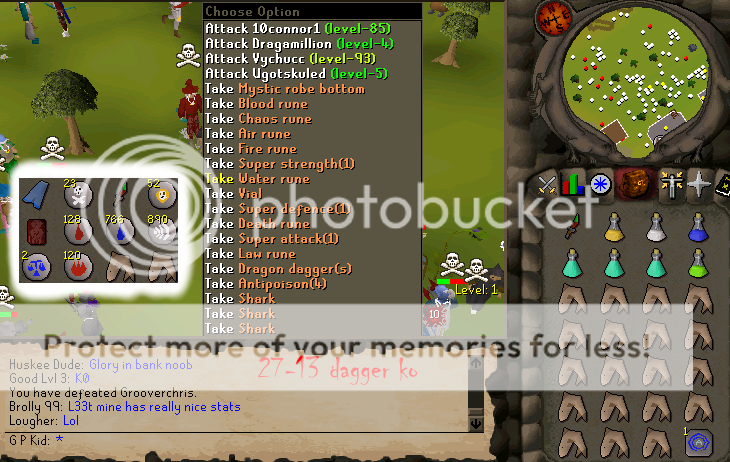 Choose Option
Attack 10connor1 (level-85)
Attack Dragamillion (level-4)
Attack Vychucc (level-93)
Attack Ugotskuled (level-5)
Take Mystic robe bottom
Take Blood rune
Take Chaos rune
Take Air rune
Take Fire rune
Take Super strength(1)
Take Water rune
Take Vial
Take Super defence(1)
Take Death rune
Take Super attack(1)
Take Law rune
Take Dragon dagger(s)
Take Antipoison(4)
Take Shark
Take Shark
Take Shark
23 52
128 766 890
2 120
photobucket
Level: 1
10
Protect more of your memories for less!
27-13 dagger ko
Huskee Dude: Glory in bank noob
Good Lvl 3: K0
You have defeated Grooverchris.
Brolly 99: L33t mine has really nice stats
Lougher: Lol
G P Kid: *
1